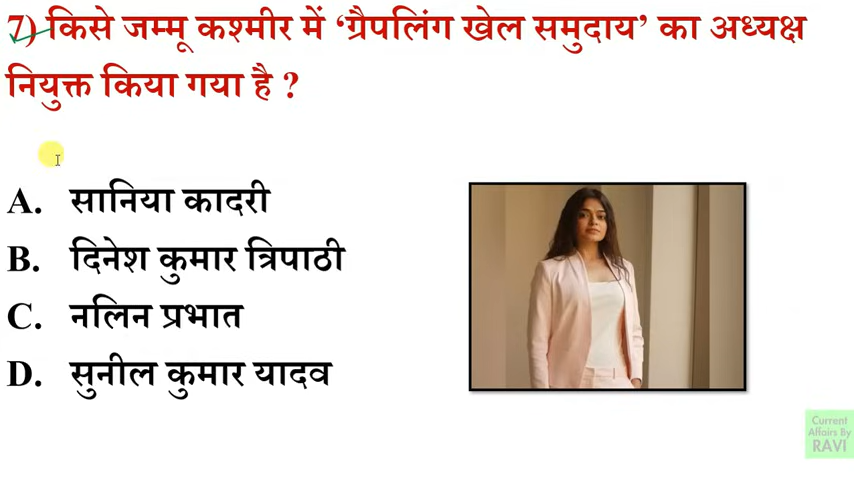 7) किसे जम्मू कश्मीर में ‘ग्रैपलिंग खेल समुदाय’ का अध्यक्ष
नियुक्त किया गया है ?
A. सानिया कादरी
B. दिनेश कुमार त्रिपाठी
C. नलिन प्रभात
D. सुनील कुमार यादव
Current
Affairs By
RAVI